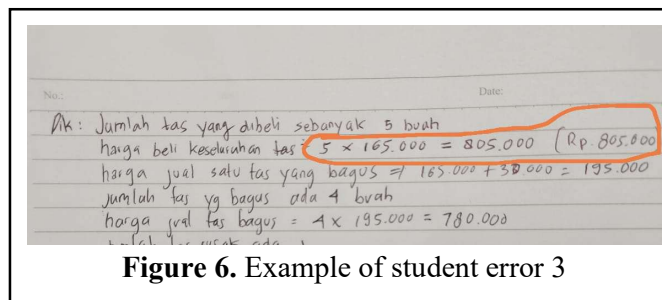 No.:
Date:
Dik: Jumlah tas yang dibeli sebanyak 5 buah
harga beli keseluruhan tas = 5 × 165.000 = 805.000 (Rp. 805.000
harga jual satu tas yang bagus => 165.000 + 30.000 = 195.000
jumlah tas yg bagus ada 4 buah
harga jual tas bagus = 4 × 195.000 = 780.000
Figure 6. Example of student error 3